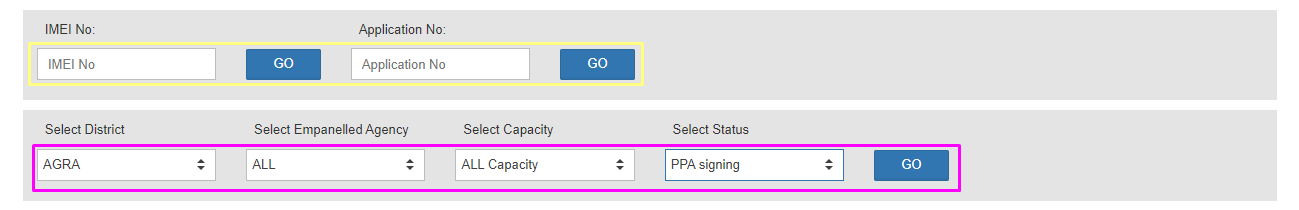 IMEI No: Application No:
IMEI No GO Application No GO
Select District Select Empanelled Agency Select Capacity Select Status
AGRA ALL ALL Capacity PPA signing GO